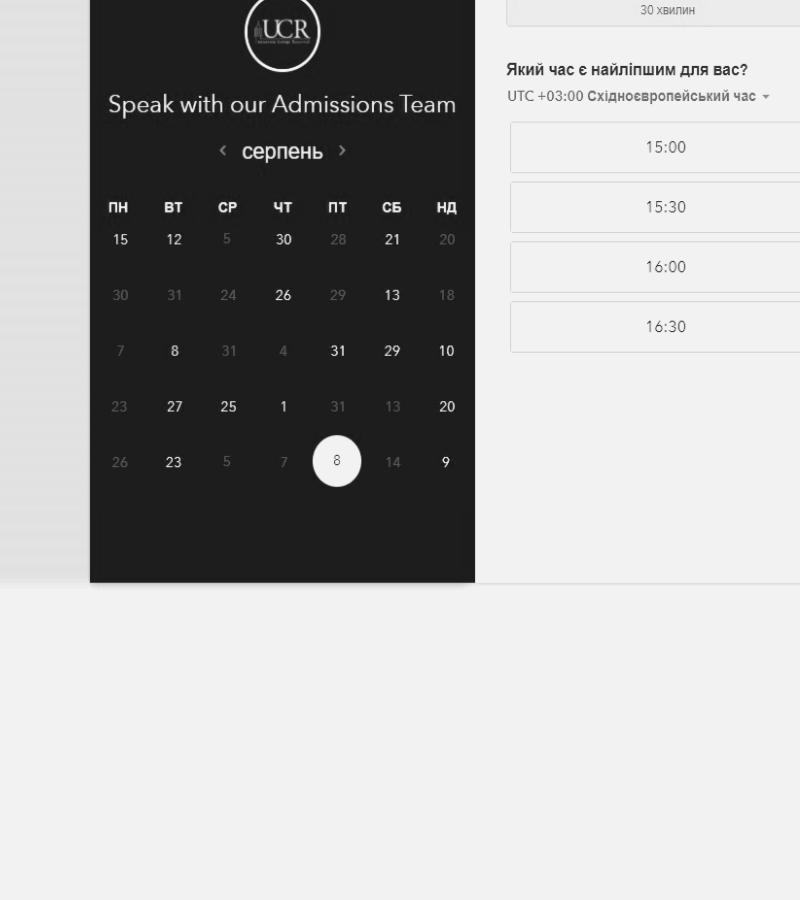 UCR
Speak with our Admissions Team
серпень
ПН ВТ СР ЧТ ПТ СБ НД
15 12 5 30 28 21 20
30 31 24 26 29 13 18
7 8 31 4 31 29 10
23 27 25 1 31 13 20
26 23 5 7 8 14 9
30 хвилин
Який час є найліпшим для вас?
UTC +03:00 Східноєвропейський час
15:00
15:30
16:00
16:30